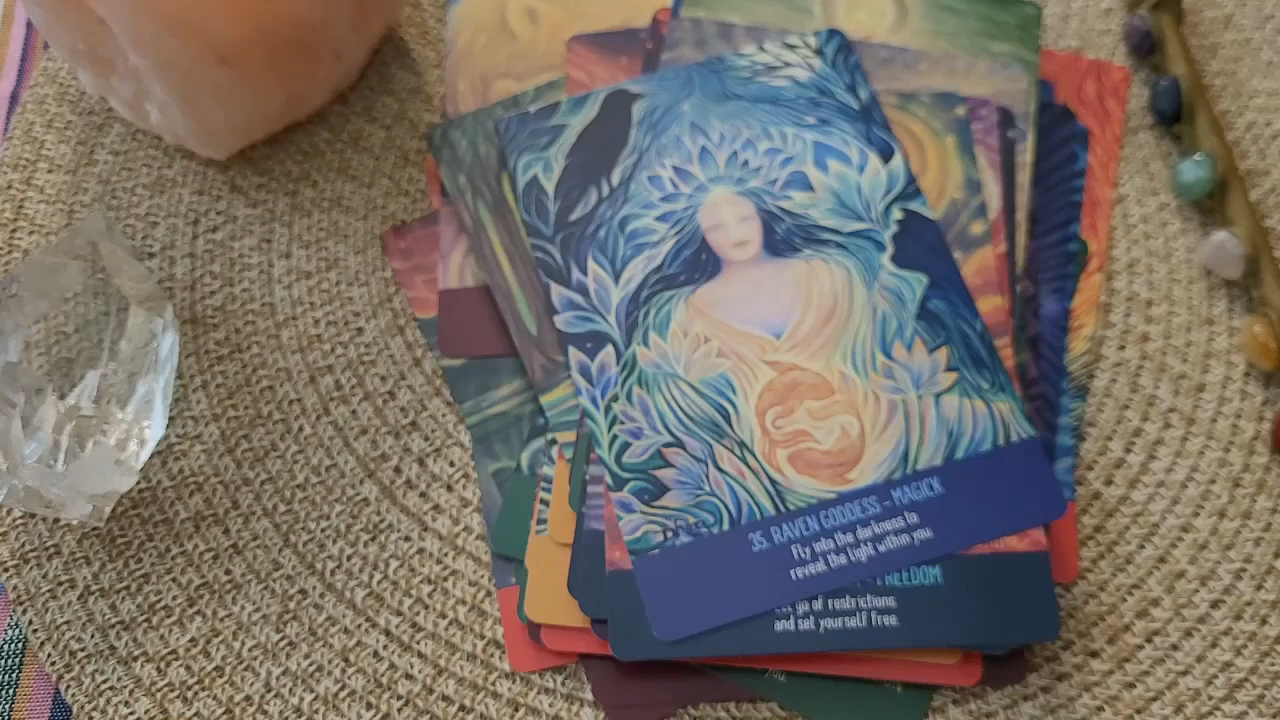 35. RAVEN GODDESS - MAGICK
Fly into the darkness to
reveal the light within you
FREEDOM
go of restrictions
and set yourself free.
you